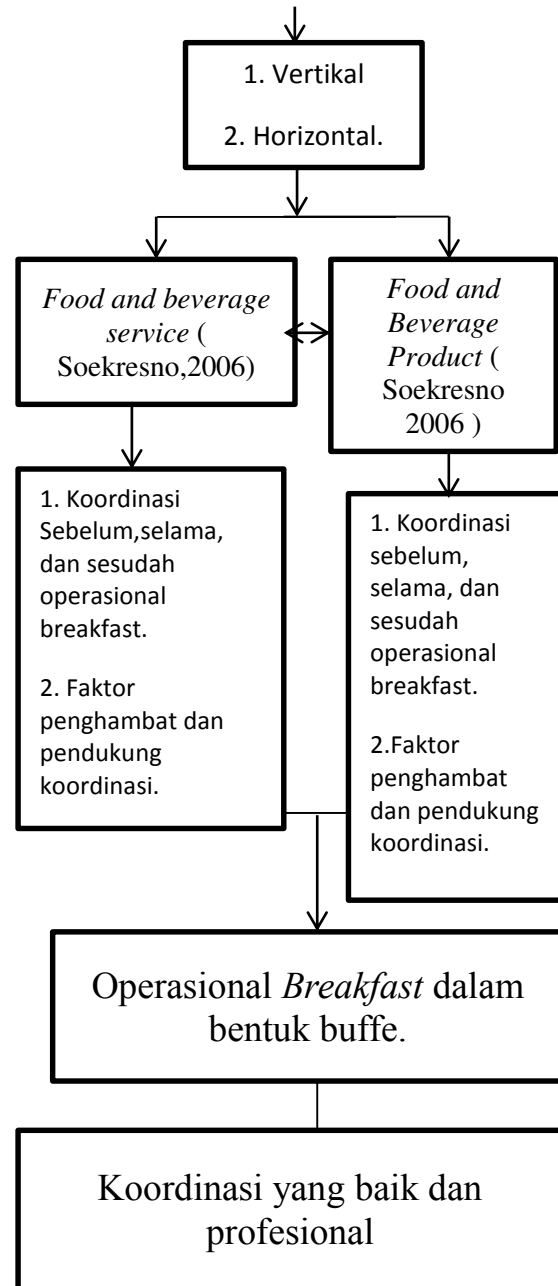 1. Vertikal
2. Horizontal.
Food and beverage
service (
Soekresno,2006)
Food and
Beverage
Product (
Soekresno
2006 )
1. Koordinasi
Sebelum,selama,
dan sesudah
operasional
breakfast.
2. Faktor
penghambat dan
pendukung
koordinasi.
1. Koordinasi
sebelum,
selama, dan
sesudah
operasional
breakfast.
2.Faktor
penghambat
dan pendukung
koordinasi.
Operasional Breakfast dalam
bentuk buffe.
Koordinasi yang baik dan
profesional